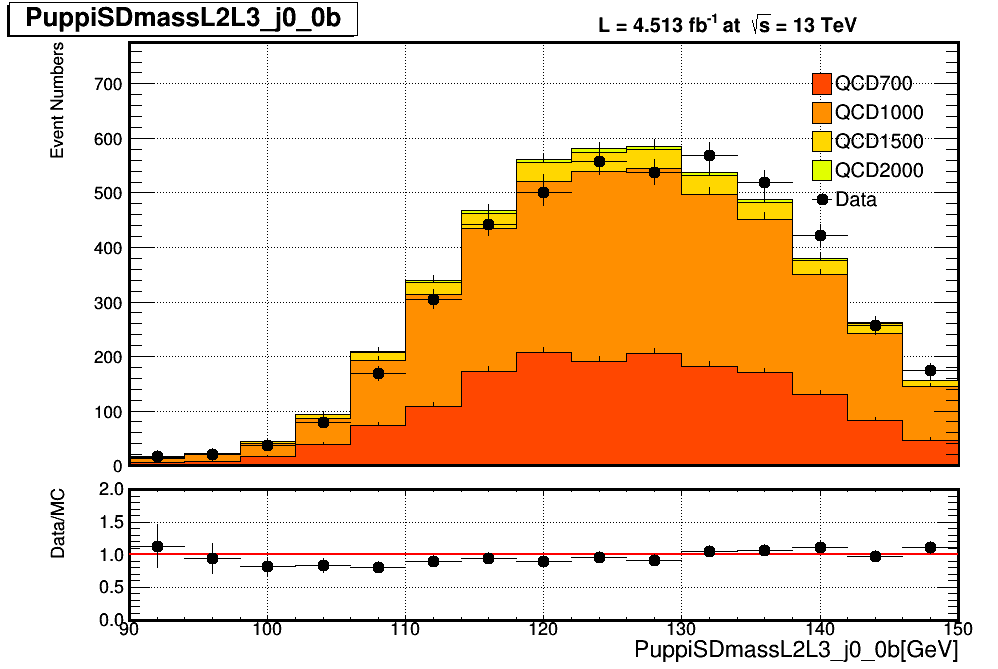 PuppiSDmassL2L3_j0_0b
L = 4.513 fb⁻¹ at √s = 13 TeV
Event Numbers
700
600
500
400
300
200
100
0
QCD700
QCD1000
QCD1500
QCD2000
Data
Data/MC
2.0
1.5
1.0
0.5
0.0
90 100 110 120 130 140 150
PuppiSDmassL2L3_j0_0b[GeV]